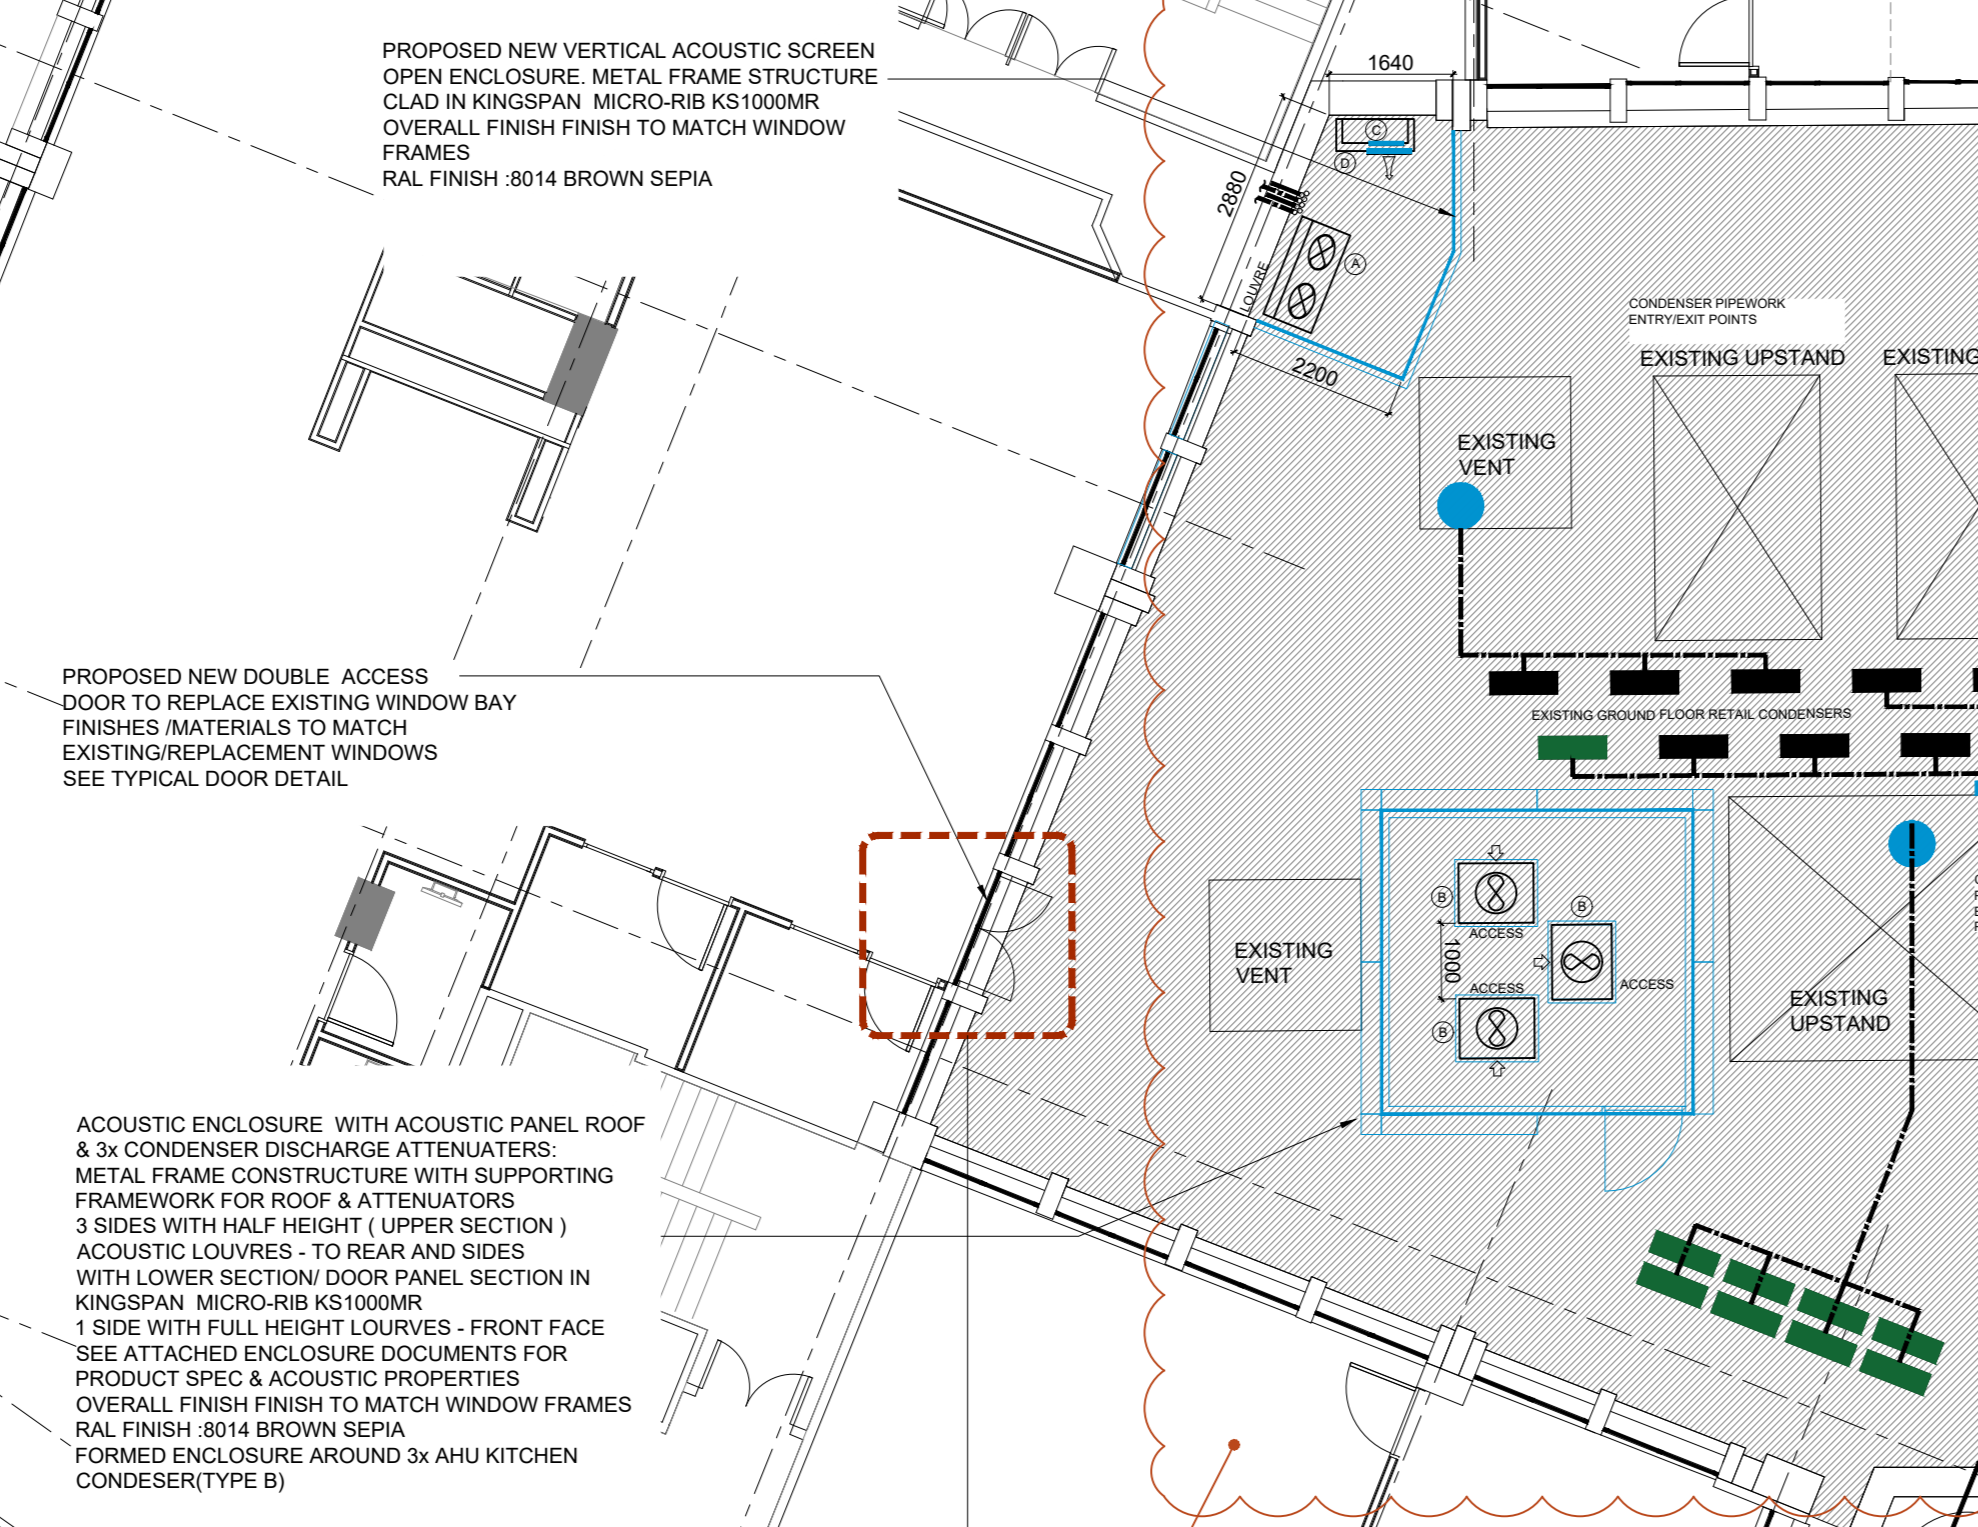 PROPOSED NEW VERTICAL ACOUSTIC SCREEN
OPEN ENCLOSURE. METAL FRAME STRUCTURE
CLAD IN KINGSPAN MICRO-RIB KS1000MR
OVERALL FINISH FINISH TO MATCH WINDOW
FRAMES
RAL FINISH :8014 BROWN SEPIA
1640
C
D
2880
LOUVRE
A
2200
CONDENSER PIPEWORK
ENTRY/EXIT POINTS
EXISTING UPSTAND
EXISTING
EXISTING
VENT
PROPOSED NEW DOUBLE ACCESS
DOOR TO REPLACE EXISTING WINDOW BAY
FINISHES /MATERIALS TO MATCH
EXISTING/REPLACEMENT WINDOWS
SEE TYPICAL DOOR DETAIL
EXISTING GROUND FLOOR RETAIL CONDENSERS
EXISTING
VENT
B
ACCESS
B
1000
ACCESS
ACCESS
B
EXISTING
UPSTAND
ACOUSTIC ENCLOSURE WITH ACOUSTIC PANEL ROOF
& 3x CONDENSER DISCHARGE ATTENUATERS:
METAL FRAME CONSTRUCTURE WITH SUPPORTING
FRAMEWORK FOR ROOF & ATTENUATORS
3 SIDES WITH HALF HEIGHT ( UPPER SECTION )
ACOUSTIC LOUVRES - TO REAR AND SIDES
WITH LOWER SECTION/ DOOR PANEL SECTION IN
KINGSPAN MICRO-RIB KS1000MR
1 SIDE WITH FULL HEIGHT LOURVES - FRONT FACE
SEE ATTACHED ENCLOSURE DOCUMENTS FOR
PRODUCT SPEC & ACOUSTIC PROPERTIES
OVERALL FINISH FINISH TO MATCH WINDOW FRAMES
RAL FINISH :8014 BROWN SEPIA
FORMED ENCLOSURE AROUND 3x AHU KITCHEN
CONDESER(TYPE B)